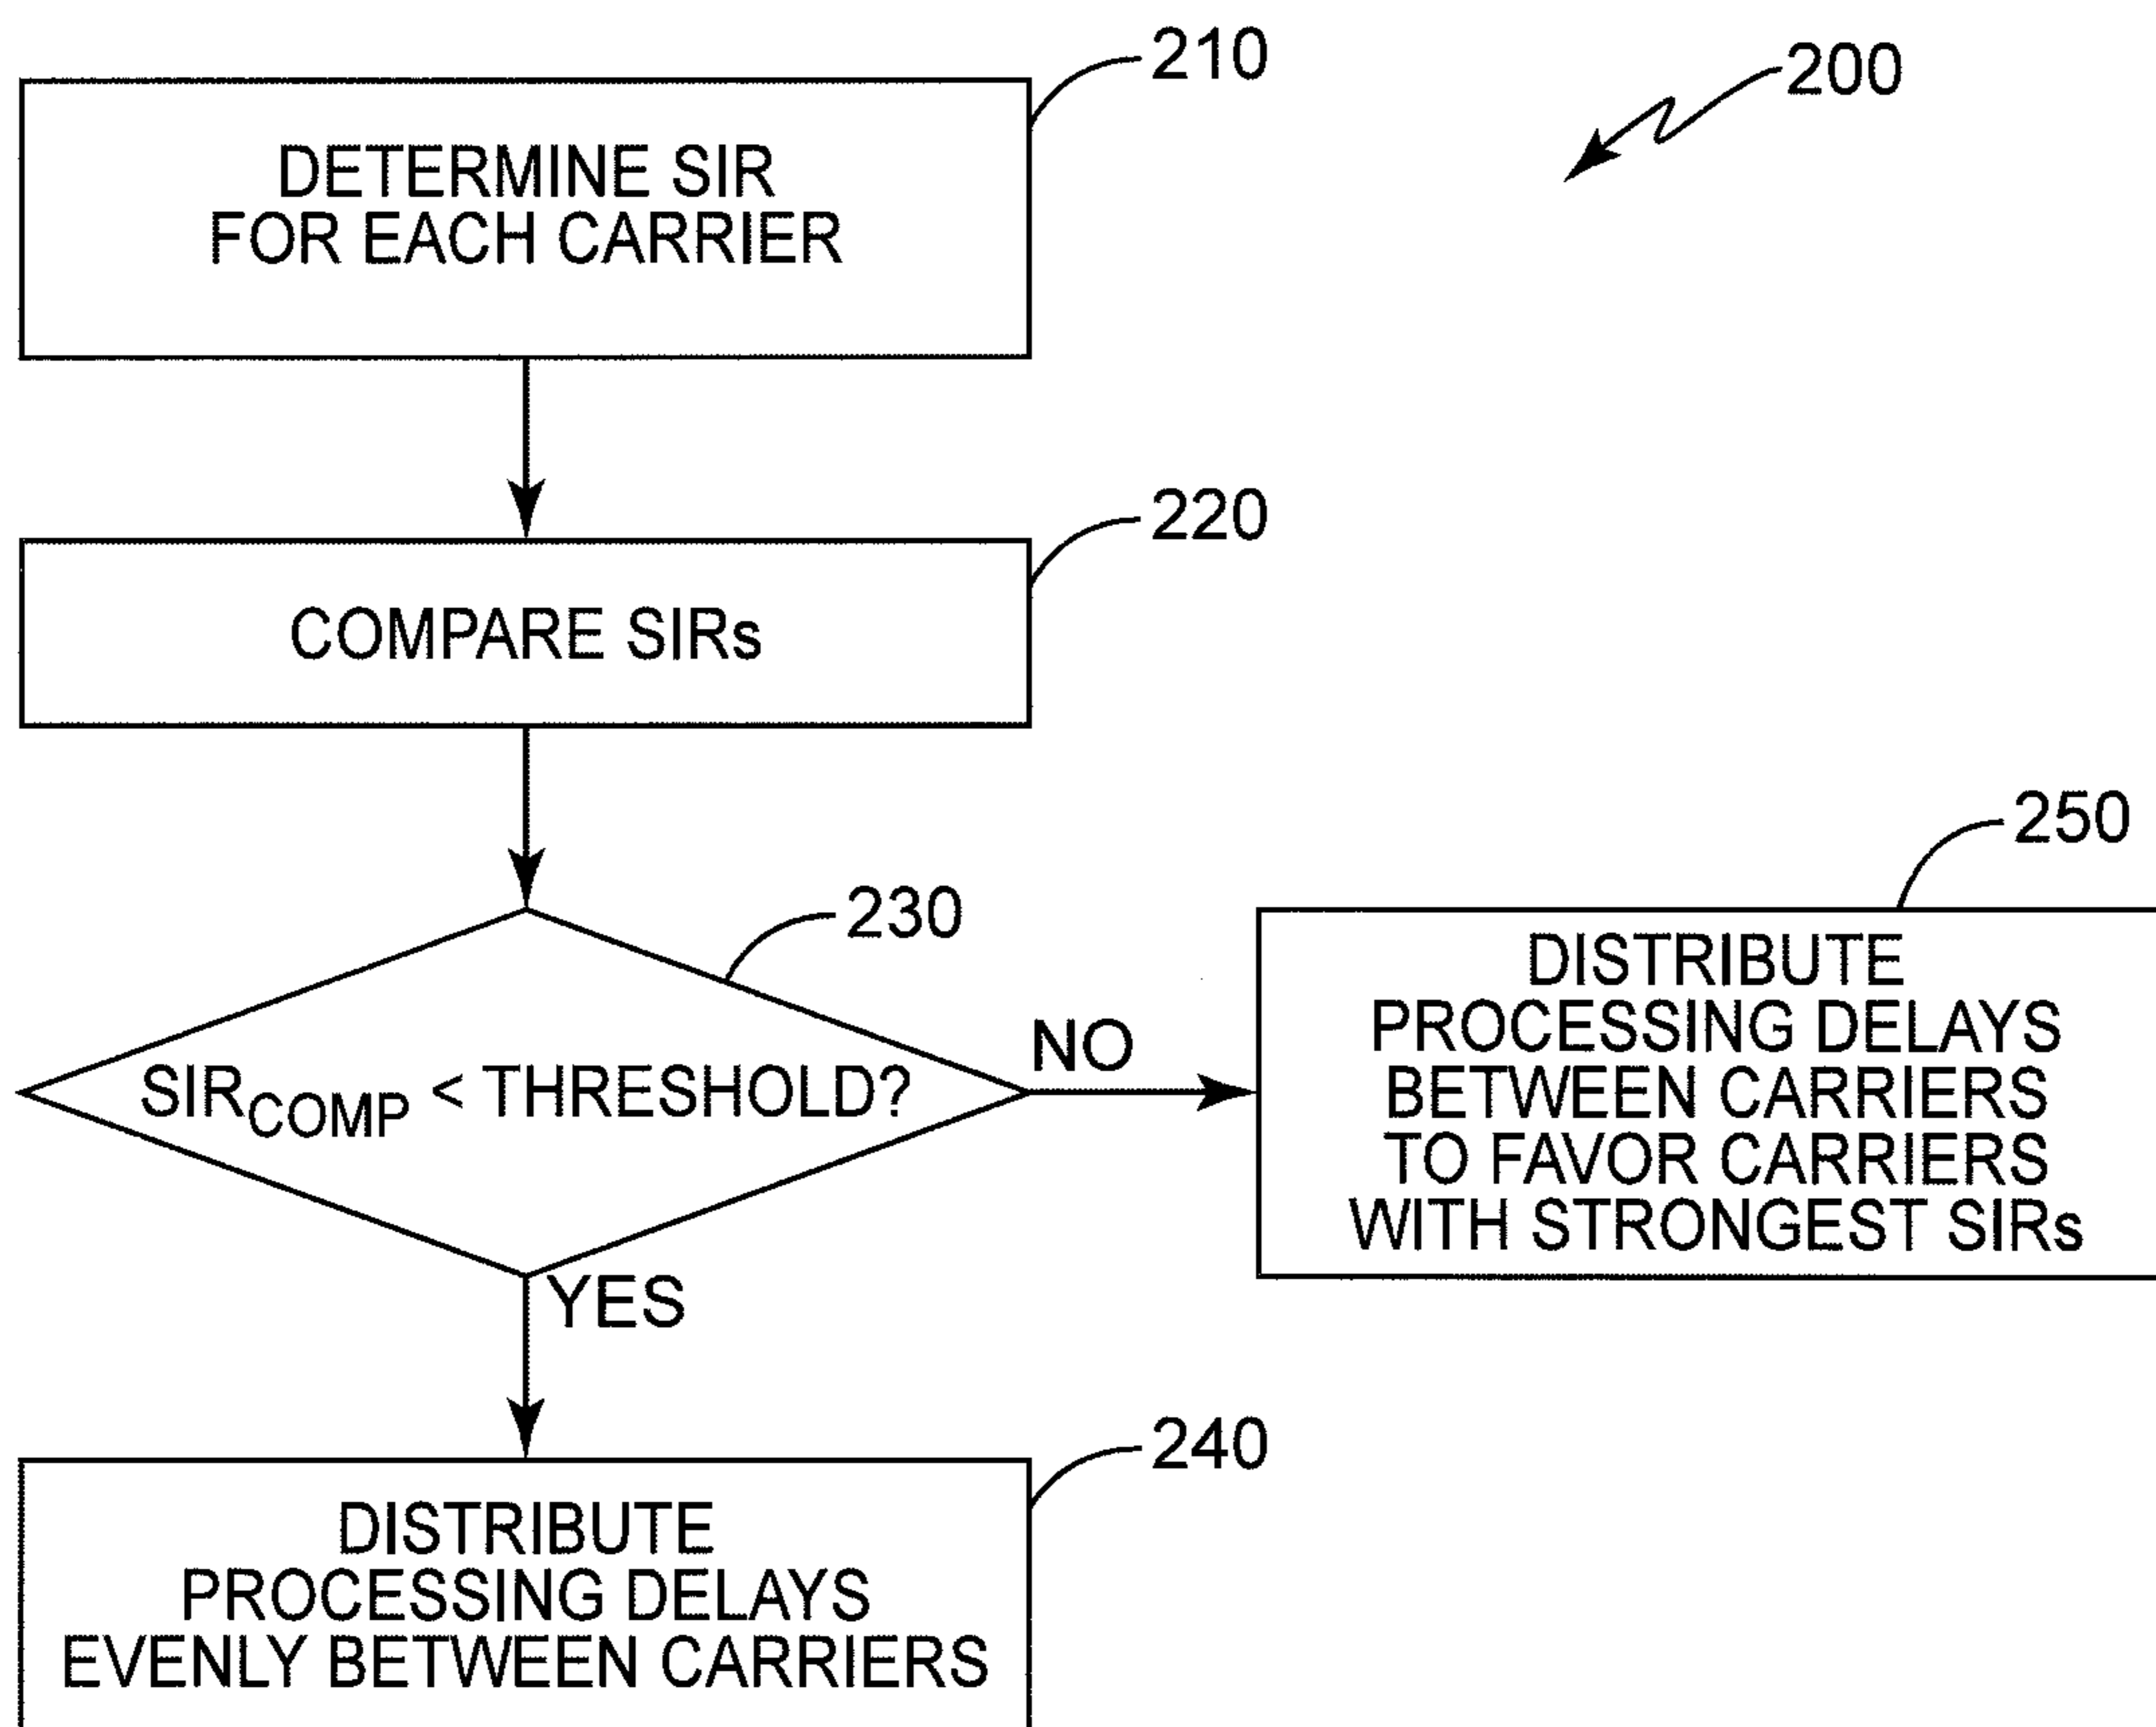 210
200
DETERMINE SIR
FOR EACH CARRIER
220
COMPARE SIRs
230
SIR_COMP < THRESHOLD?
NO
YES
250
DISTRIBUTE
PROCESSING DELAYS
BETWEEN CARRIERS
TO FAVOR CARRIERS
WITH STRONGEST SIRs
240
DISTRIBUTE
PROCESSING DELAYS
EVENLY BETWEEN CARRIERS